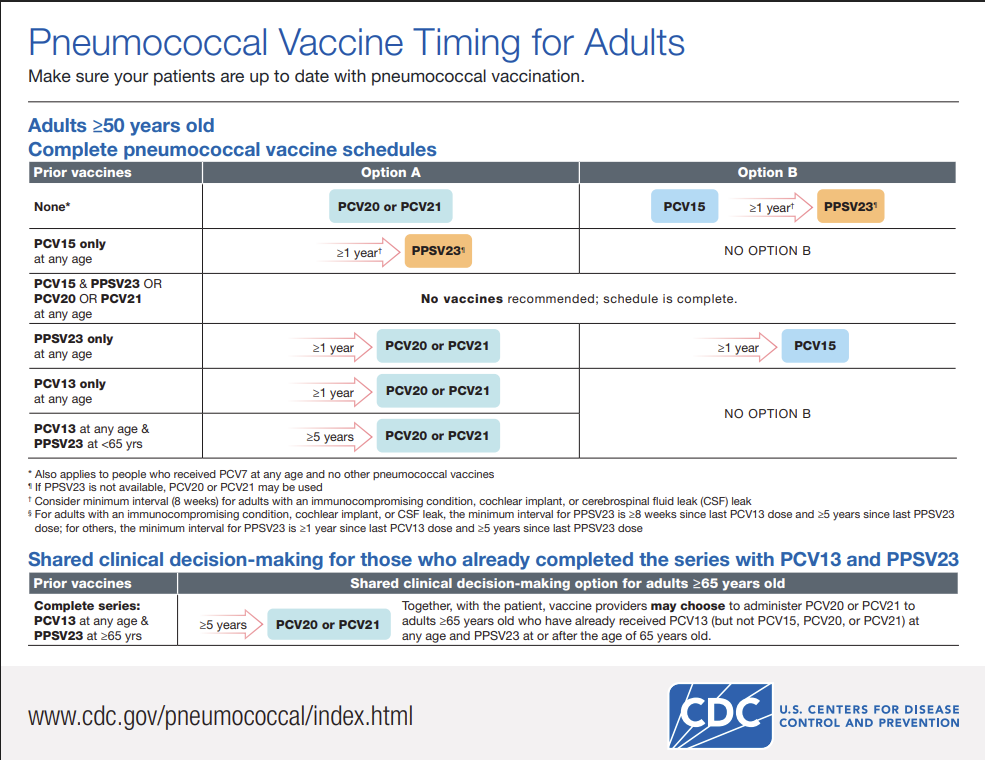 Pneumococcal Vaccine Timing for Adults
Make sure your patients are up to date with pneumococcal vaccination.
Adults ≥50 years old
Complete pneumococcal vaccine schedules
Prior vaccines Option A Option B
None* PCV20 or PCV21 PCV15 ≥1 year† PPSV23¶
PCV15 only
at any age
≥1 year† PPSV23¶ NO OPTION B
PCV15 & PPSV23 OR
PCV20 OR PCV21
at any age
No vaccines recommended; schedule is complete.
PPSV23 only
at any age
≥1 year PCV20 or PCV21 ≥1 year PCV15
PCV13 only
at any age
≥1 year PCV20 or PCV21
NO OPTION B
PCV13 at any age &
PPSV23 at <65 yrs
≥5 years PCV20 or PCV21
* Also applies to people who received PCV7 at any age and no other pneumococcal vaccines
¶ If PPSV23 is not available, PCV20 or PCV21 may be used
† Consider minimum interval (8 weeks) for adults with an immunocompromising condition, cochlear implant, or cerebrospinal fluid leak (CSF) leak
§ For adults with an immunocompromising condition, cochlear implant, or CSF leak, the minimum interval for PPSV23 is ≥8 weeks since last PCV13 dose and ≥5 years since last PPSV23
dose; for others, the minimum interval for PPSV23 is ≥1 year since last PCV13 dose and ≥5 years since last PPSV23 dose
Shared clinical decision-making for those who already completed the series with PCV13 and PPSV23
Prior vaccines Shared clinical decision-making option for adults ≥65 years old
Complete series:
PCV13 at any age &
PPSV23 at ≥65 yrs
≥5 years PCV20 or PCV21
Together, with the patient, vaccine providers may choose to administer PCV20 or PCV21 to
adults ≥65 years old who have already received PCV13 (but not PCV15, PCV20, or PCV21) at
any age and PPSV23 at or after the age of 65 years old.
www.cdc.gov/pneumococcal/index.html
CDC
U.S. CENTERS FOR DISEASE
CONTROL AND PREVENTION